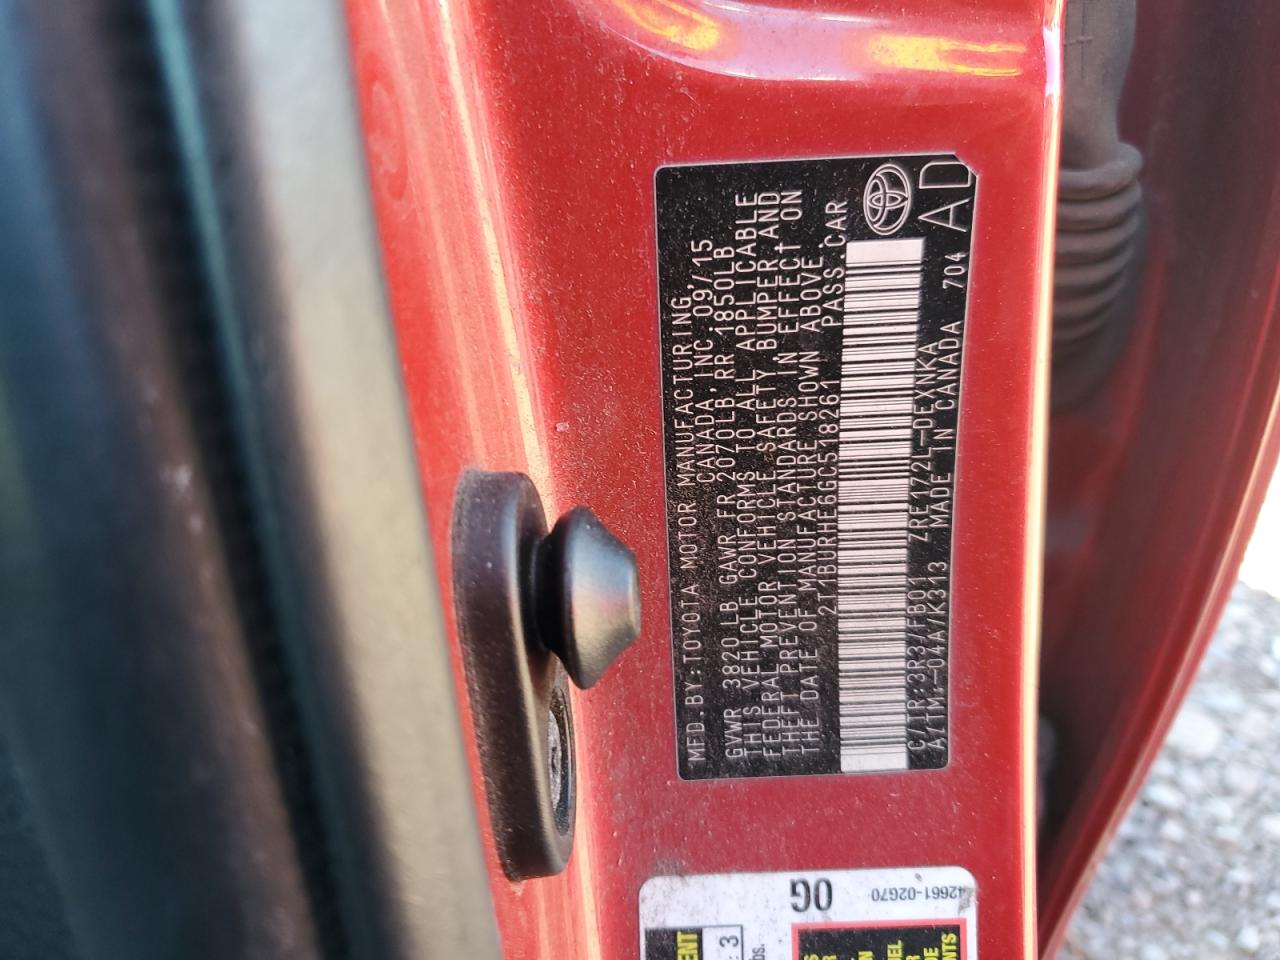 MFD. BY: TOYOTA MOTOR MANUFACTURING
CANADA, INC. 09/15
GVWR 3820 LB GAWR FR 2070LB, RR 1850LB
THIS VEHICLE CONFORMS TO ALL APPLICABLE
FEDERAL MOTOR VEHICLE SAFETY, BUMPER, AND
THEFT PREVENTION STANDARDS IN EFFECT ON
THE DATE OF MANUFACTURE SHOWN ABOVE.
2T1BURHE6GC518261 PASS. CAR
C/TR: 3R3/FB01 ZRE172L-DEXNKA
A/TM: -04A/K313 MADE IN CANADA 704
AD
0G
42661-02G70
3